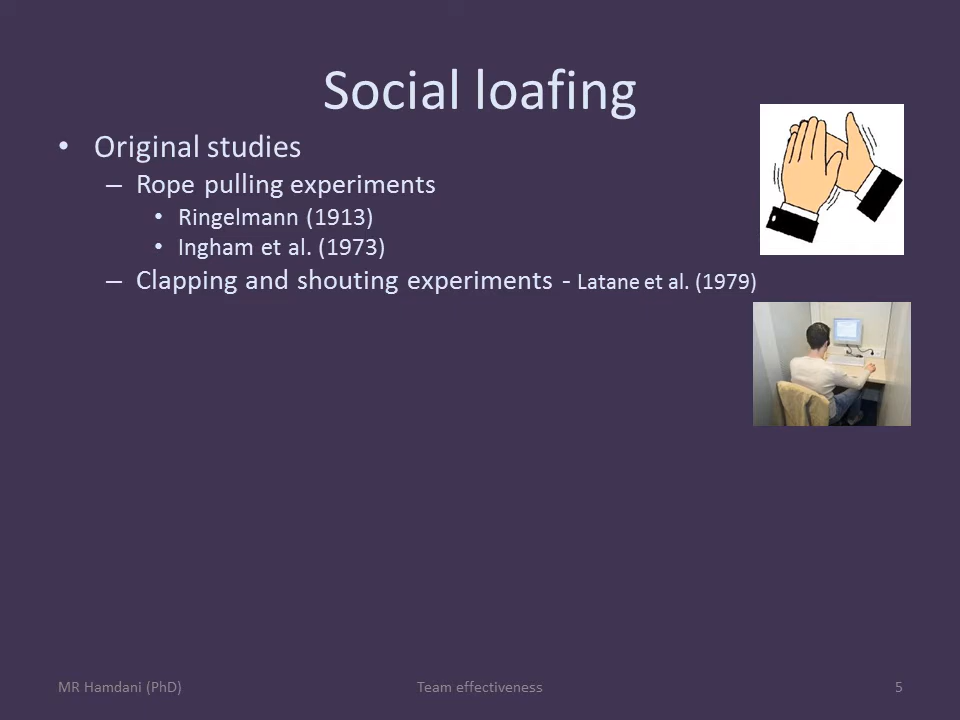 Social loafing
• Original studies
– Rope pulling experiments
• Ringelmann (1913)
• Ingham et al. (1973)
– Clapping and shouting experiments - Latane et al. (1979)
MR Hamdani (PhD)
Team effectiveness
5